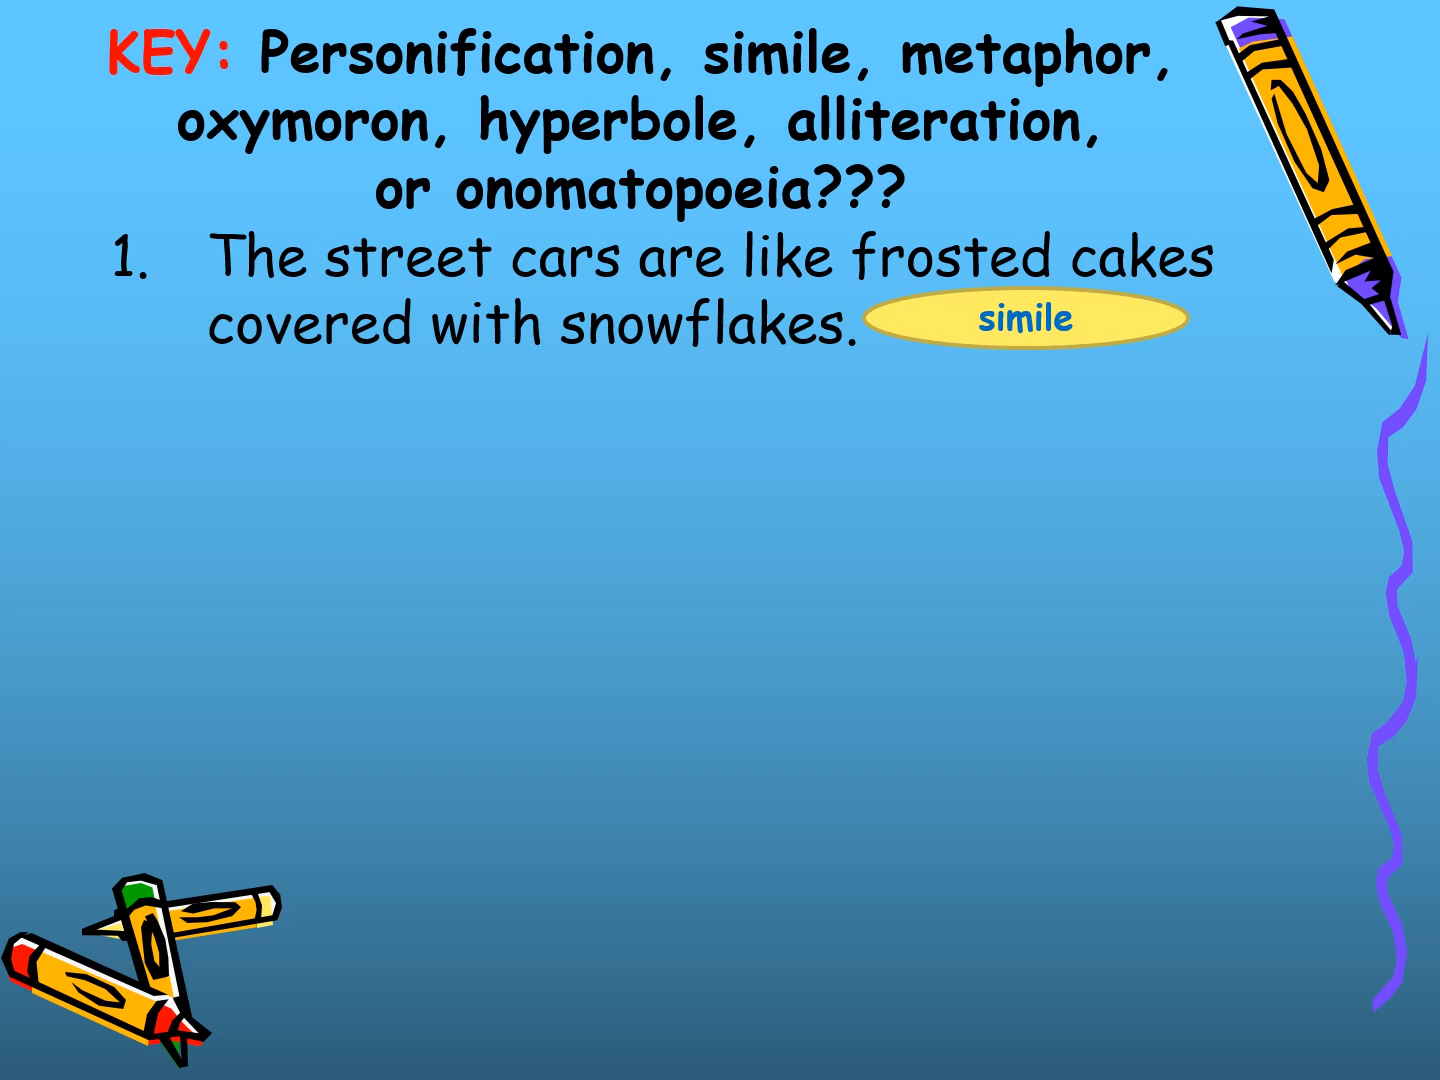 KEY: Personification, simile, metaphor,
oxymoron, hyperbole, alliteration,
or onomatopoeia???
1. The street cars are like frosted cakes
covered with snowflakes.
simile